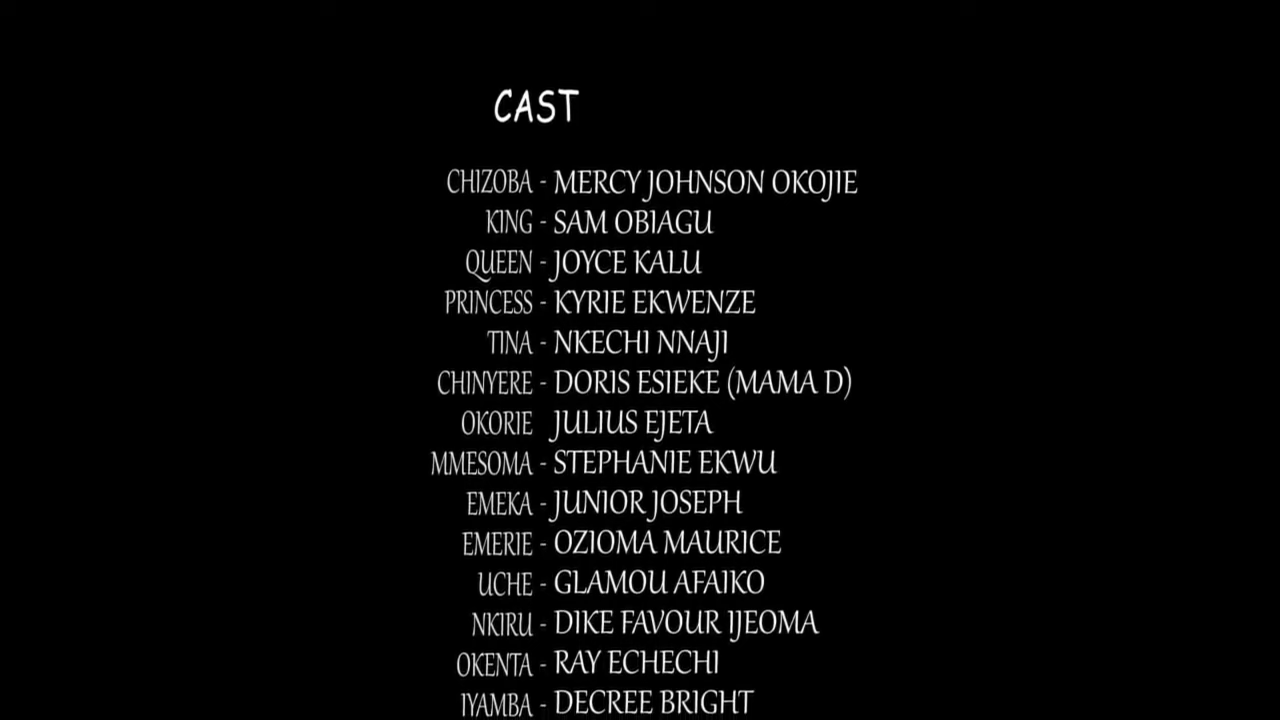 CAST
CHIZOBA - MERCY JOHNSON OKOJIE
KING - SAM OBIAGU
QUEEN - JOYCE KALU
PRINCESS - KYRIE EKWENZE
TINA - NKECHI NNAJI
CHINYERE - DORIS ESIEKE (MAMA D)
OKORIE JULIUS EJETA
MMESOMA - STEPHANIE EKWU
EMEKA - JUNIOR JOSEPH
EMERIE - OZIOMA MAURICE
UCHE - GLAMOU AFAIKO
NKIRU - DIKE FAVOUR IJEOMA
OKENTA - RAY ECHECHI
IYAMBA - DECREE BRIGHT